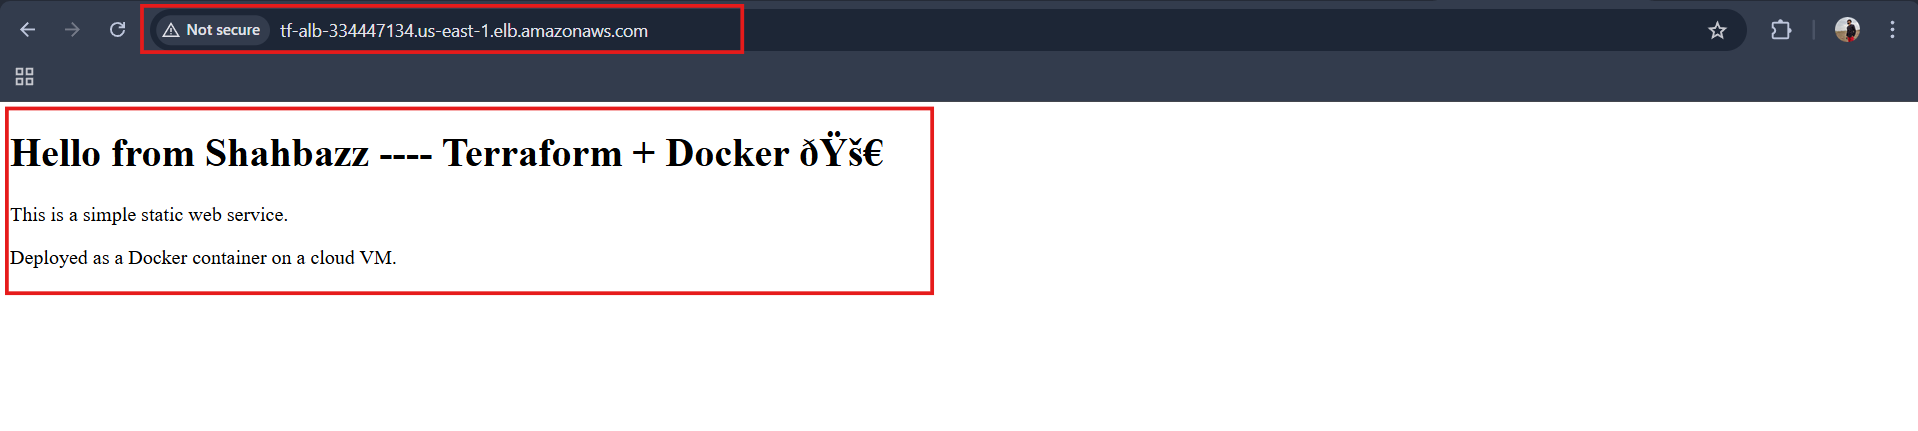 Not secure tf-alb-334447134.us-east-1.elb.amazonaws.com
Hello from Shahbazz ---- Terraform + Docker ðŸš€
This is a simple static web service.
Deployed as a Docker container on a cloud VM.